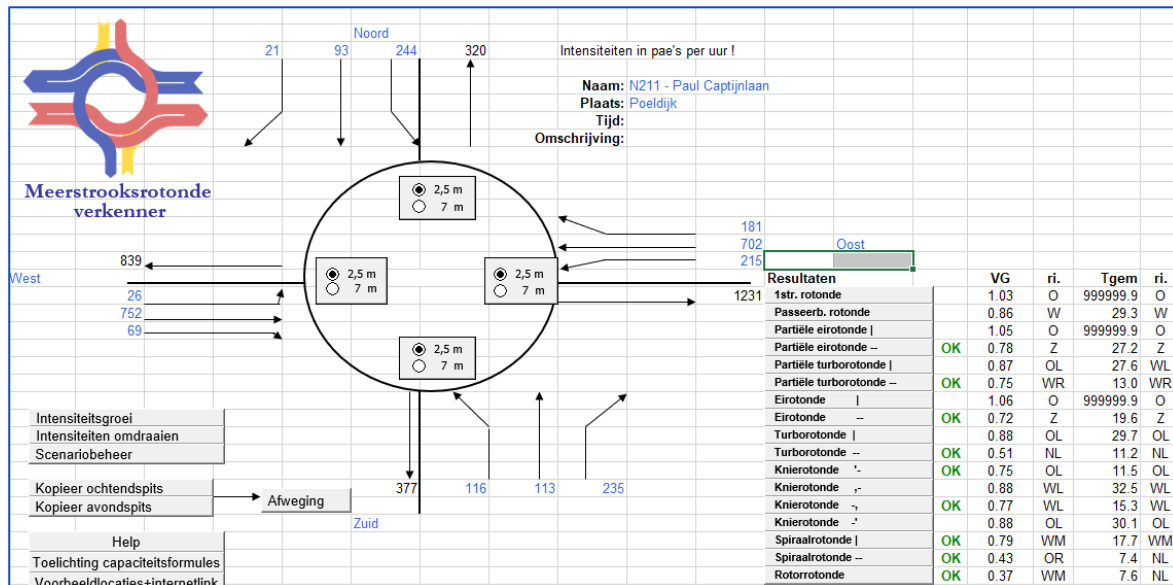 Noord
21 93 244 320 Intensiteiten in pae's per uur !
Naam: N211 - Paul Captijnlaan
Plaats: Poeldijk
Tijd:
Omschrijving:
Meerstrooksrotonde
verkenner
2,5 m
7 m
181
702 Oost
215
839
West
26
752
69
2,5 m
7 m
2,5 m
7 m
1231
2,5 m
7 m
Resultaten VG ri. Tgem ri.
1str. rotonde 1.03 O 999999.9 O
Passeerb. rotonde 0.86 W 29.3 W
Partiële eirotonde | 1.05 O 999999.9 O
Partiële eirotonde -- OK 0.78 Z 27.2 Z
Partiële turborotonde | 0.87 OL 27.6 WL
Partiële turborotonde -- OK 0.75 WR 13.0 WR
Eirotonde | 1.06 O 999999.9 O
Eirotonde -- OK 0.72 Z 19.6 Z
Turborotonde | 0.88 OL 29.7 OL
Turborotonde -- OK 0.51 NL 11.2 NL
Knierotonde '- OK 0.75 OL 11.5 OL
Knierotonde ,- 0.88 WL 32.5 WL
Knierotonde -, OK 0.77 WL 15.3 WL
Knierotonde -' 0.88 OL 30.1 OL
Spiraalrotonde | OK 0.79 WM 17.7 WM
Spiraalrotonde -- OK 0.43 OR 7.4 NL
Rotorrotonde OK 0.37 WM 7.6 NL
Intensiteitsgroei
Intensiteiten omdraaien
Scenariobeheer
Kopieer ochtendspits
Kopieer avondspits
Afweging
377 116 113 235
Zuid
Help
Toelichting capaciteitsformules
Voorbeeldlocaties+internetlink